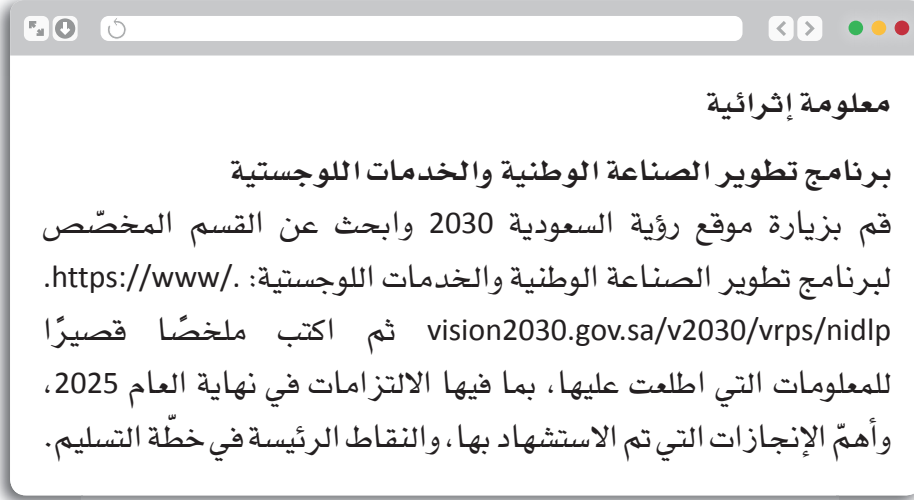 معلومة إثرائية
برنامج تطوير الصناعة الوطنية والخدمات اللوجستية
قم بزيارة موقع رؤية السعودية 2030 وابحث عن القسم المخصّص
لبرنامج تطوير الصناعة الوطنية والخدمات اللوجستية: https://www/.‎.
vision2030.gov.sa/v2030/vrps/nidlp ثم اكتب ملخصًا قصيرًا
للمعلومات التي اطلعت عليها، بما فيها الالتزامات في نهاية العام 2025،
وأهمّ الإنجازات التي تم الاستشهاد بها، والنقاط الرئيسة في خطّة التسليم.